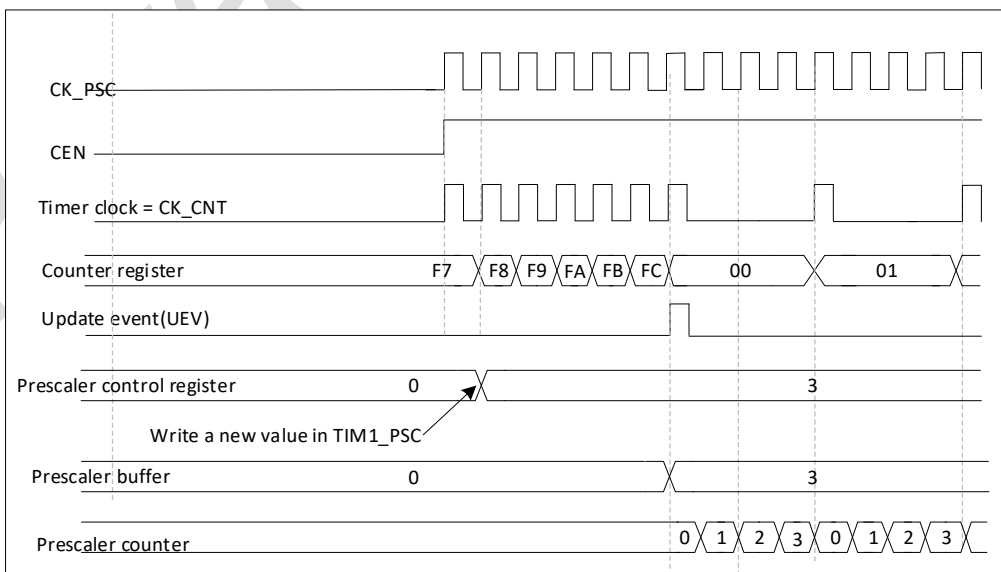 CK_PSC
CEN
Timer clock = CK_CNT
Counter register F7 F8 F9 FA FB FC 00 01
Update event(UEV)
Prescaler control register 0 3
Write a new value in TIM1_PSC
Prescaler buffer 0 3
Prescaler counter 0 1 2 3 0 1 2 3